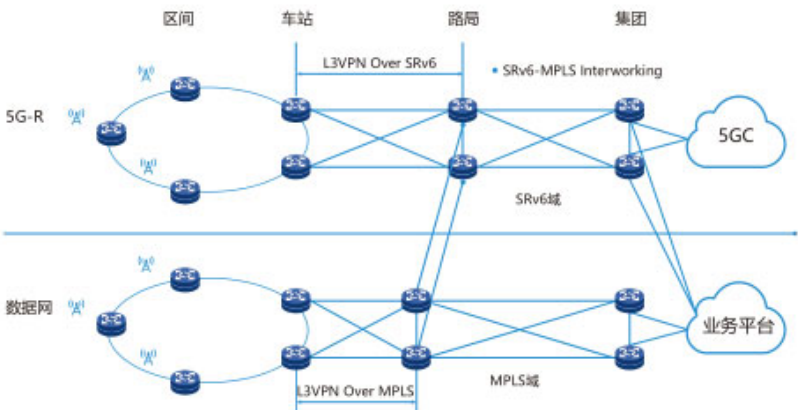 区间 车站 路局 集团
L3VPN Over SRv6
SRv6-MPLS Interworking
5G-R
5GC
SRv6域
数据网
业务平台
MPLS域
L3VPN Over MPLS